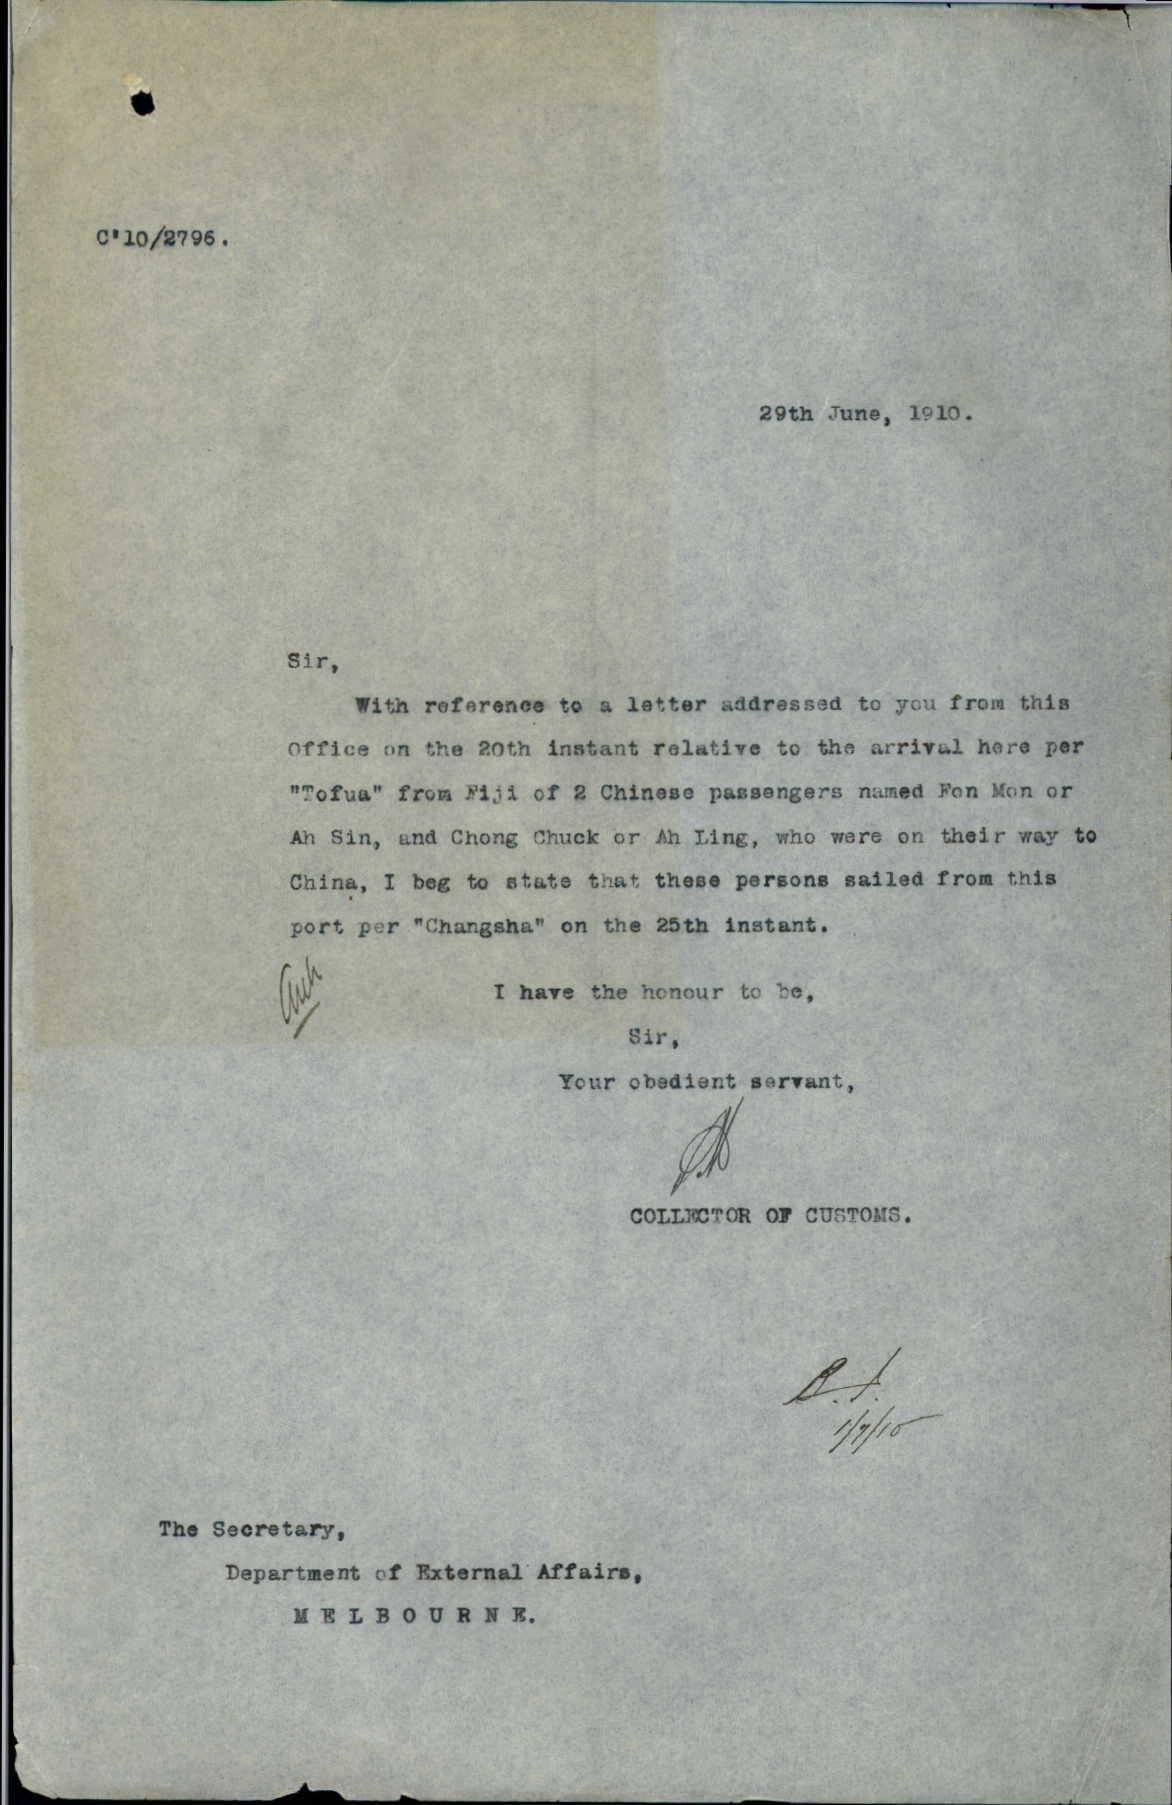 C'10/2796.
29th June, 1910.
Sir,
With reference to a letter addressed to you from this
Office on the 20th instant relative to the arrival here per
"Tofua" from Fiji of 2 Chinese passengers named Fon Mon or
Ah Sin, and Chong Chuck or Ah Ling, who were on their way to
China, I beg to state that these persons sailed from this
port per "Changsha" on the 25th instant.
I have the honour to be,
Sir,
Your obedient servant,
COLLECTOR OF CUSTOMS.
1/7/10
The Secretary,
Department of External Affairs,
MELBOURNE.